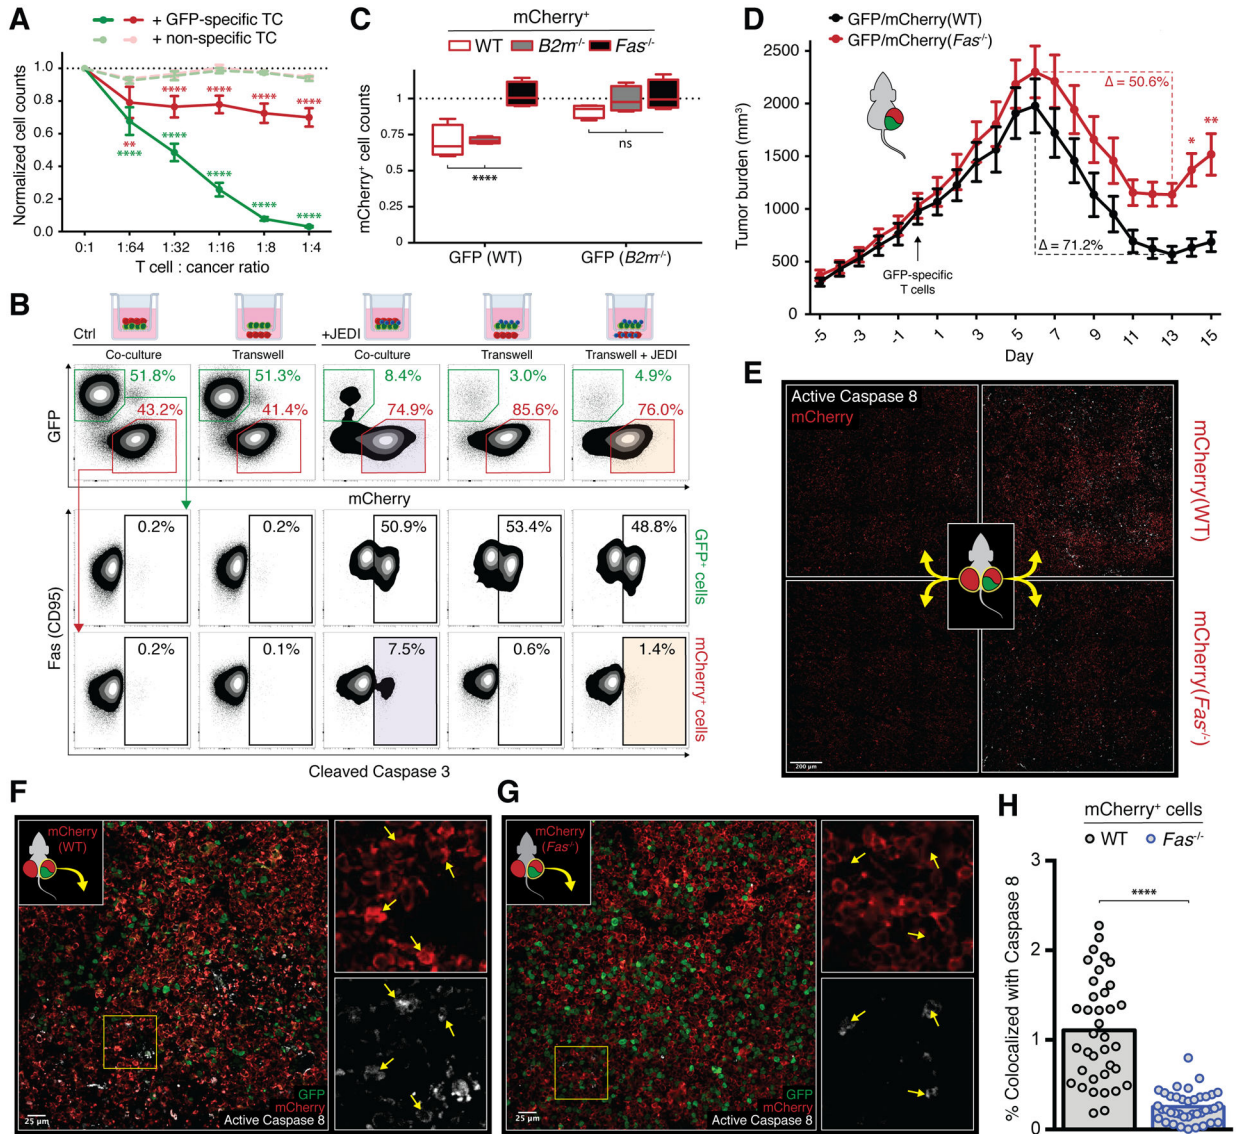 A
+ GFP-specific TC
+ non-specific TC
Normalized cell counts
1.0
0.8
0.6
0.4
0.2
0
****
****
****
****
****
**
****
****
****
****
****
0:1
1:64
1:32
1:16
1:8
1:4
T cell : cancer ratio
C
mCherry⁺
WT
B2m⁻/⁻
Fas⁻/⁻
mCherry⁺ cell counts
1
0.75
0.5
0.25
0
****
ns
GFP (WT)
GFP (B2m⁻/⁻)
D
GFP/mCherry(WT)
GFP/mCherry(Fas⁻/⁻)
Tumor burden (mm³)
2500
2000
1500
1000
500
0
Δ = 50.6%
Δ = 71.2%
*
**
GFP-specific
T cells
-5
-3
-1
1
3
5
7
9
11
13
15
Day
B
Ctrl
+JEDI
Co-culture
Transwell
Co-culture
Transwell
Transwell + JEDI
51.8%
51.3%
8.4%
3.0%
4.9%
43.2%
41.4%
74.9%
85.6%
76.0%
GFP
mCherry
0.2%
0.2%
50.9%
53.4%
48.8%
GFP⁺ cells
0.2%
0.1%
7.5%
0.6%
1.4%
mCherry⁺ cells
Fas (CD95)
Cleaved Caspase 3
E
Active Caspase 8
mCherry
mCherry(WT)
mCherry(Fas⁻/⁻)
200 µm
F
mCherry
(WT)
GFP
mCherry
Active Caspase 8
25 µm
G
mCherry
(Fas⁻/⁻)
GFP
mCherry
Active Caspase 8
25 µm
H
mCherry⁺ cells
WT
Fas⁻/⁻
% Colocalized with Caspase 8
3
2
1
0
****